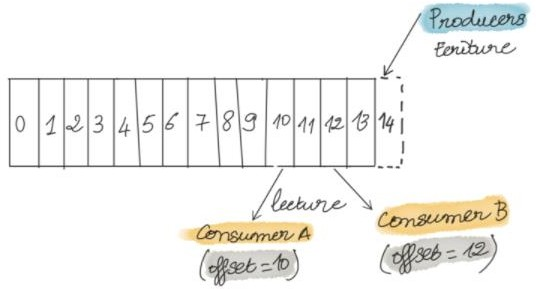 Producers
Ecriture
0 1 2 3 4 5 6 7 8 9 10 11 12 13 14
lecture
Consumer A
(offset=10)
Consumer B
(offset=12)